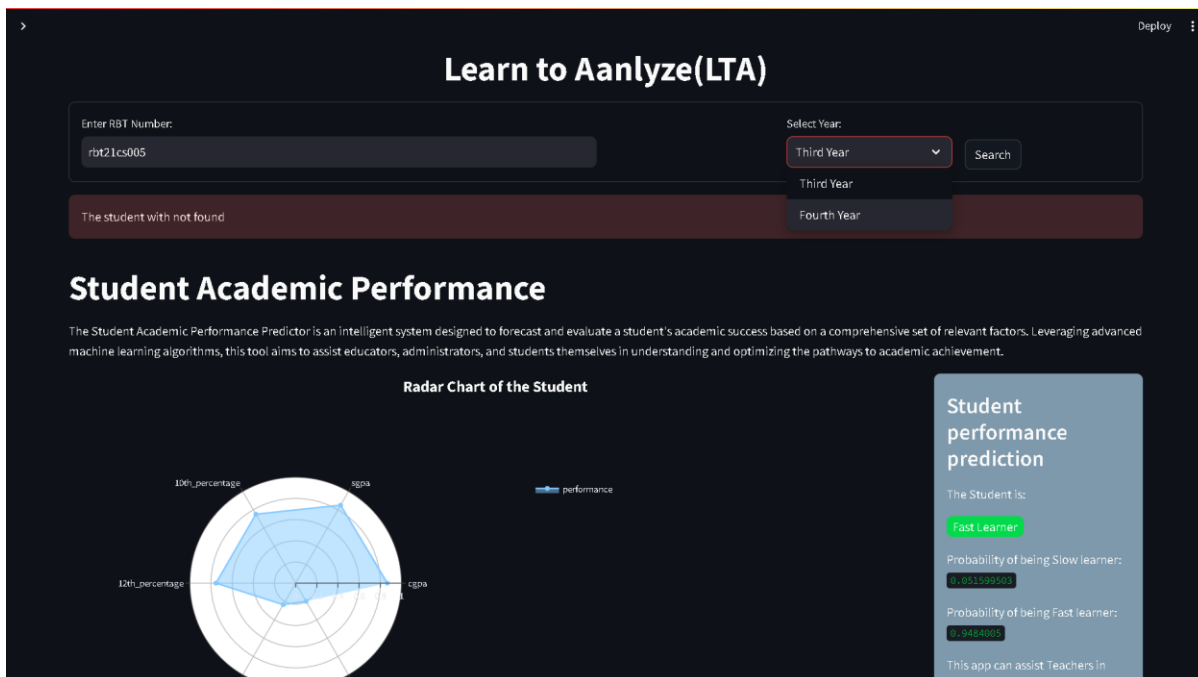 Deploy
Learn to Aanlyze(LTA)
Enter RBT Number:
rbt21cs005
Select Year:
Third Year
Search
Third Year
Fourth Year
The student with not found
Student Academic Performance
The Student Academic Performance Predictor is an intelligent system designed to forecast and evaluate a student's academic success based on a comprehensive set of relevant factors. Leveraging advanced
machine learning algorithms, this tool aims to assist educators, administrators, and students themselves in understanding and optimizing the pathways to academic achievement.
Radar Chart of the Student
10th_percentage
sgpa
12th_percentage
cgpa
performance
Student
performance
prediction
The Student is:
Fast Learner
Probability of being Slow learner:
0.051599503
Probability of being Fast learner:
0.9484005
This app can assist Teachers in